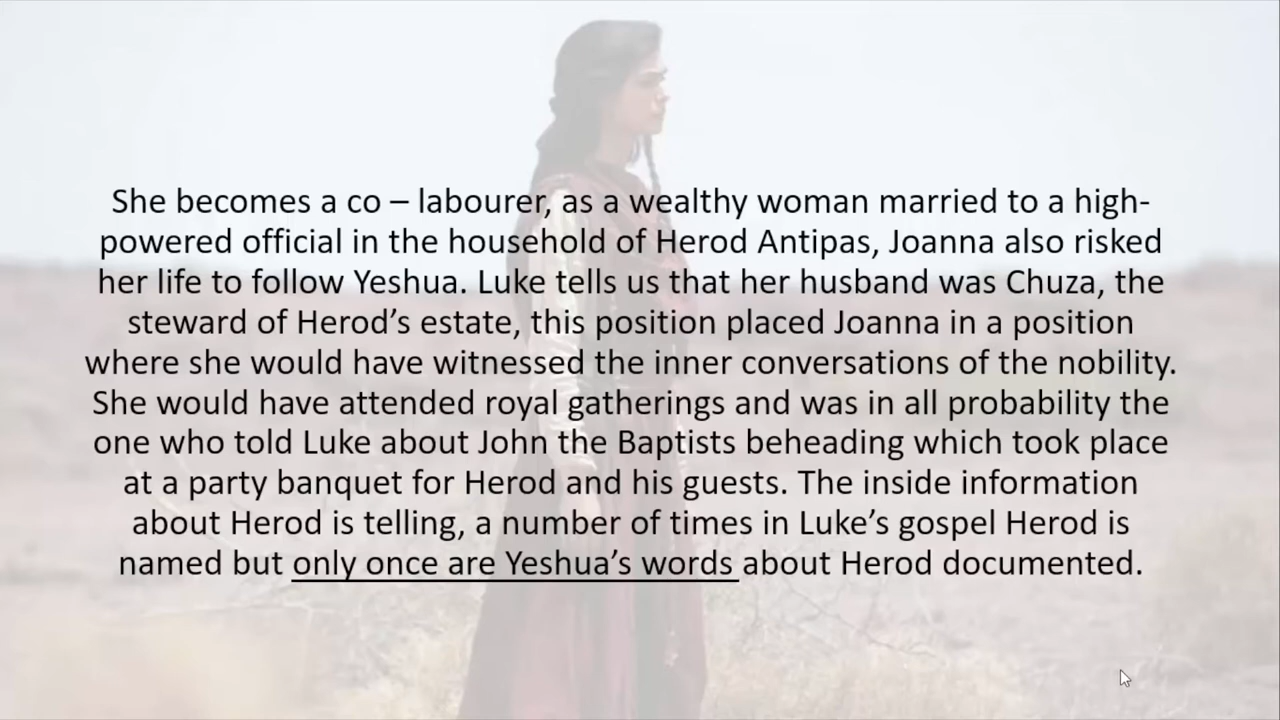 She becomes a co – labourer, as a wealthy woman married to a high-
powered official in the household of Herod Antipas, Joanna also risked
her life to follow Yeshua. Luke tells us that her husband was Chuza, the
steward of Herod’s estate, this position placed Joanna in a position
where she would have witnessed the inner conversations of the nobility.
She would have attended royal gatherings and was in all probability the
one who told Luke about John the Baptists beheading which took place
at a party banquet for Herod and his guests. The inside information
about Herod is telling, a number of times in Luke’s gospel Herod is
named but only once are Yeshua’s words about Herod documented.